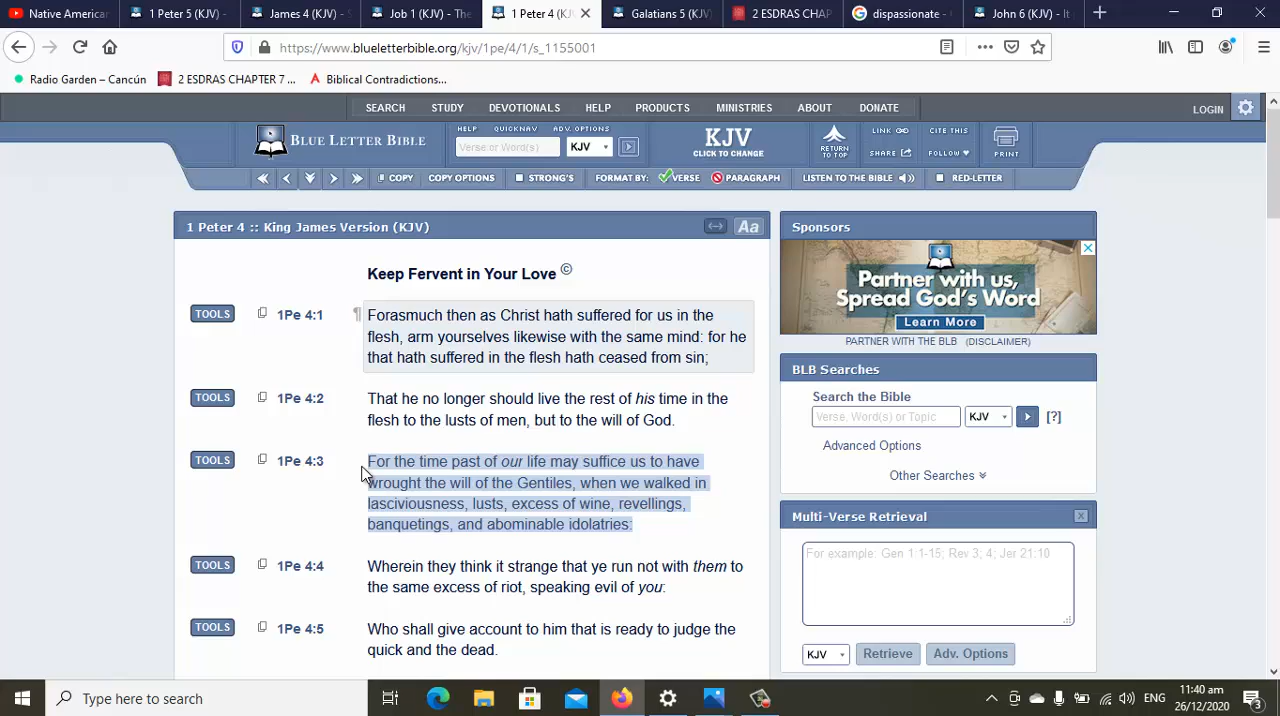 Native American
1 Peter 5 (KJV)
James 4 (KJV) - S
Job 1 (KJV) - The
1 Peter 4 (KJV)
Galatians 5 (KJV)
2 ESDRAS CHAP
dispassionate -
John 6 (KJV) - It
https://www.blueletterbible.org/kjv/1pe/4/1/s_1155001
Radio Garden – Cancún
2 ESDRAS CHAPTER 7 ...
Biblical Contradictions...
SEARCH STUDY DEVOTIONALS HELP PRODUCTS MINISTRIES ABOUT DONATE
LOGIN
BLUE LETTER BIBLE
HELP QUICKNAV ADV. OPTIONS
Verse or Word(s) KJV
KJV
CLICK TO CHANGE
RETURN
TO TOP
LINK CITE THIS
SHARE FOLLOW
PRINT
COPY COPY OPTIONS STRONG'S FORMAT BY: VERSE PARAGRAPH LISTEN TO THE BIBLE RED-LETTER
1 Peter 4 :: King James Version (KJV)
Aa
Keep Fervent in Your Love ©
TOOLS 1Pe 4:1 ¶ Forasmuch then as Christ hath suffered for us in the
flesh, arm yourselves likewise with the same mind: for he
that hath suffered in the flesh hath ceased from sin;
TOOLS 1Pe 4:2 That he no longer should live the rest of his time in the
flesh to the lusts of men, but to the will of God.
TOOLS 1Pe 4:3 For the time past of our life may suffice us to have
wrought the will of the Gentiles, when we walked in
lasciviousness, lusts, excess of wine, revellings,
banquetings, and abominable idolatries:
TOOLS 1Pe 4:4 Wherein they think it strange that ye run not with them to
the same excess of riot, speaking evil of you:
TOOLS 1Pe 4:5 Who shall give account to him that is ready to judge the
quick and the dead.
Sponsors
Partner with us,
Spread God's Word
Learn More
PARTNER WITH THE BLB (DISCLAIMER)
BLB Searches
Search the Bible
Verse, Word(s) or Topic KJV [?]
Advanced Options
Other Searches
Multi-Verse Retrieval
For example: Gen 1:1-15; Rev 3; 4; Jer 21:10
KJV Retrieve Adv. Options
Type here to search
ENG
11:40 am
26/12/2020
3